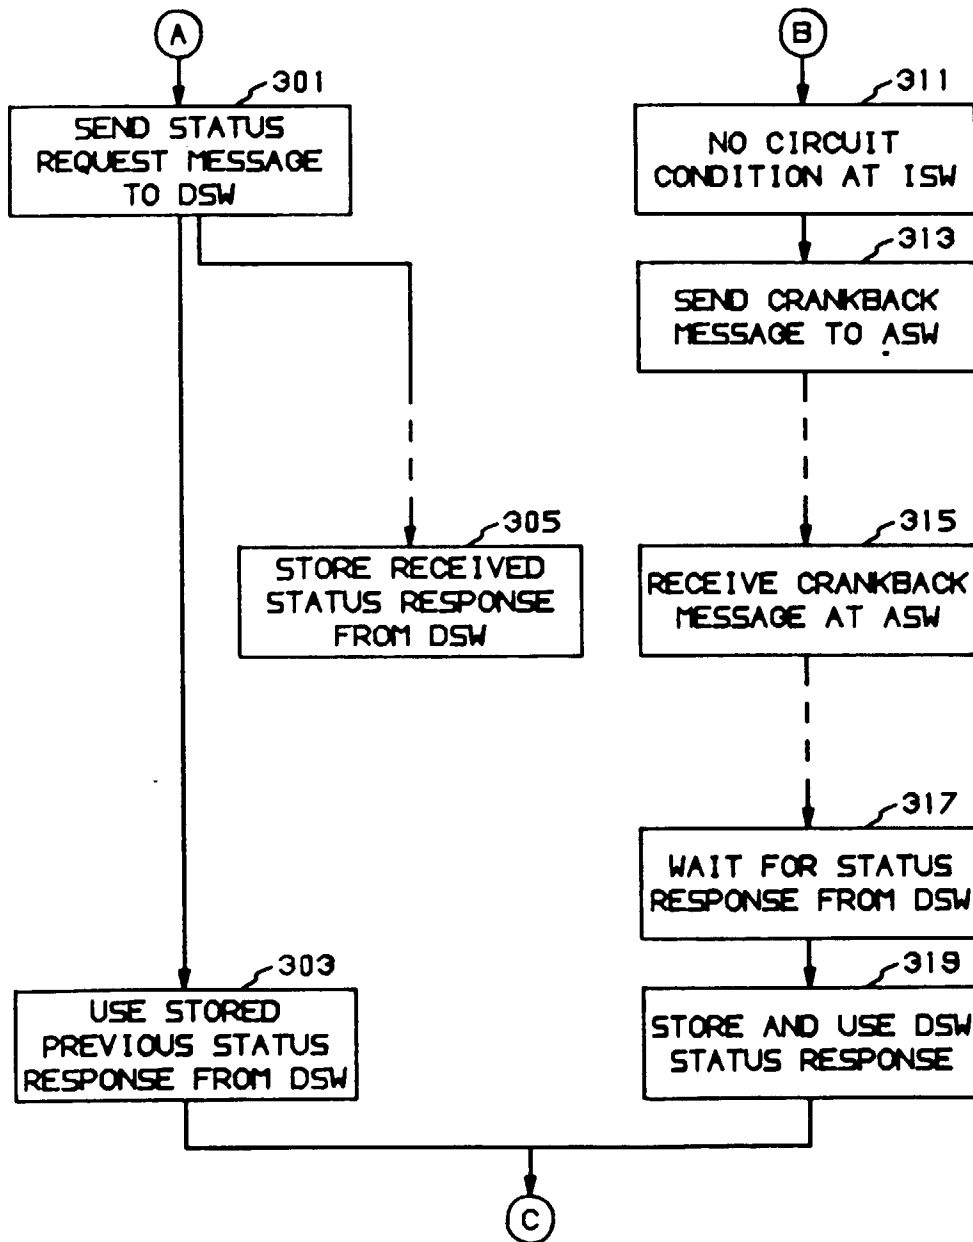 A
B
301
SEND STATUS
REQUEST MESSAGE
TO DSW
311
NO CIRCUIT
CONDITION AT ISW
313
SEND CRANKBACK
MESSAGE TO ASW
305
STORE RECEIVED
STATUS RESPONSE
FROM DSW
315
RECEIVE CRANKBACK
MESSAGE AT ASW
317
WAIT FOR STATUS
RESPONSE FROM DSW
303
USE STORED
PREVIOUS STATUS
RESPONSE FROM DSW
319
STORE AND USE DSW
STATUS RESPONSE
C